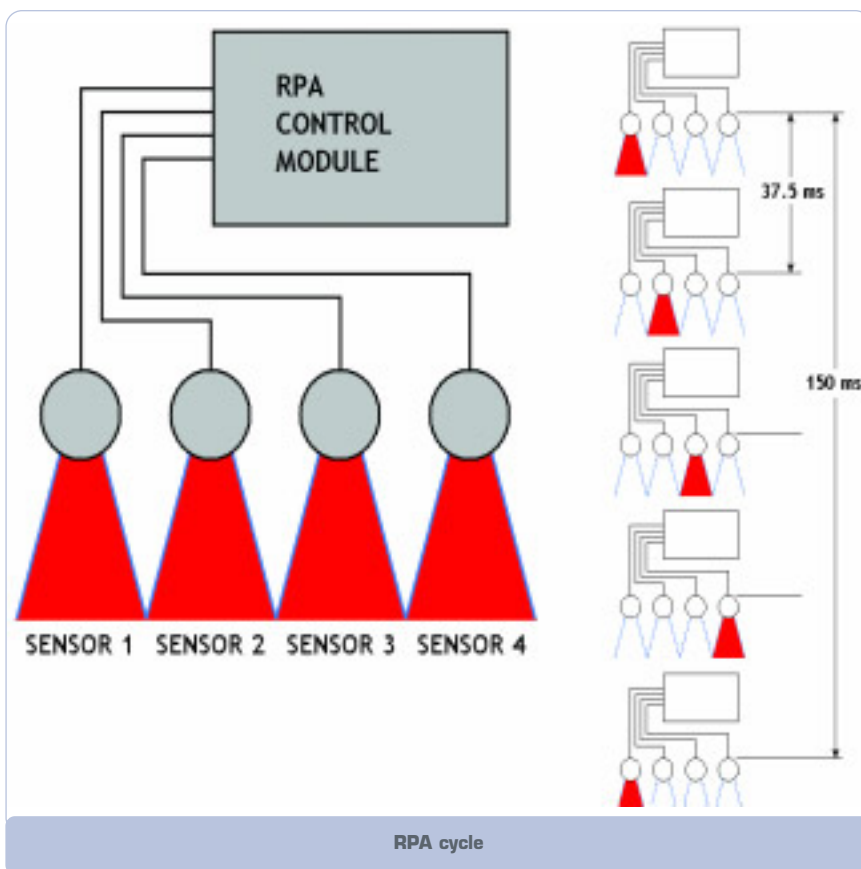 RPA
CONTROL
MODULE
SENSOR 1 SENSOR 2 SENSOR 3 SENSOR 4
37.5 ms
150 ms
RPA cycle